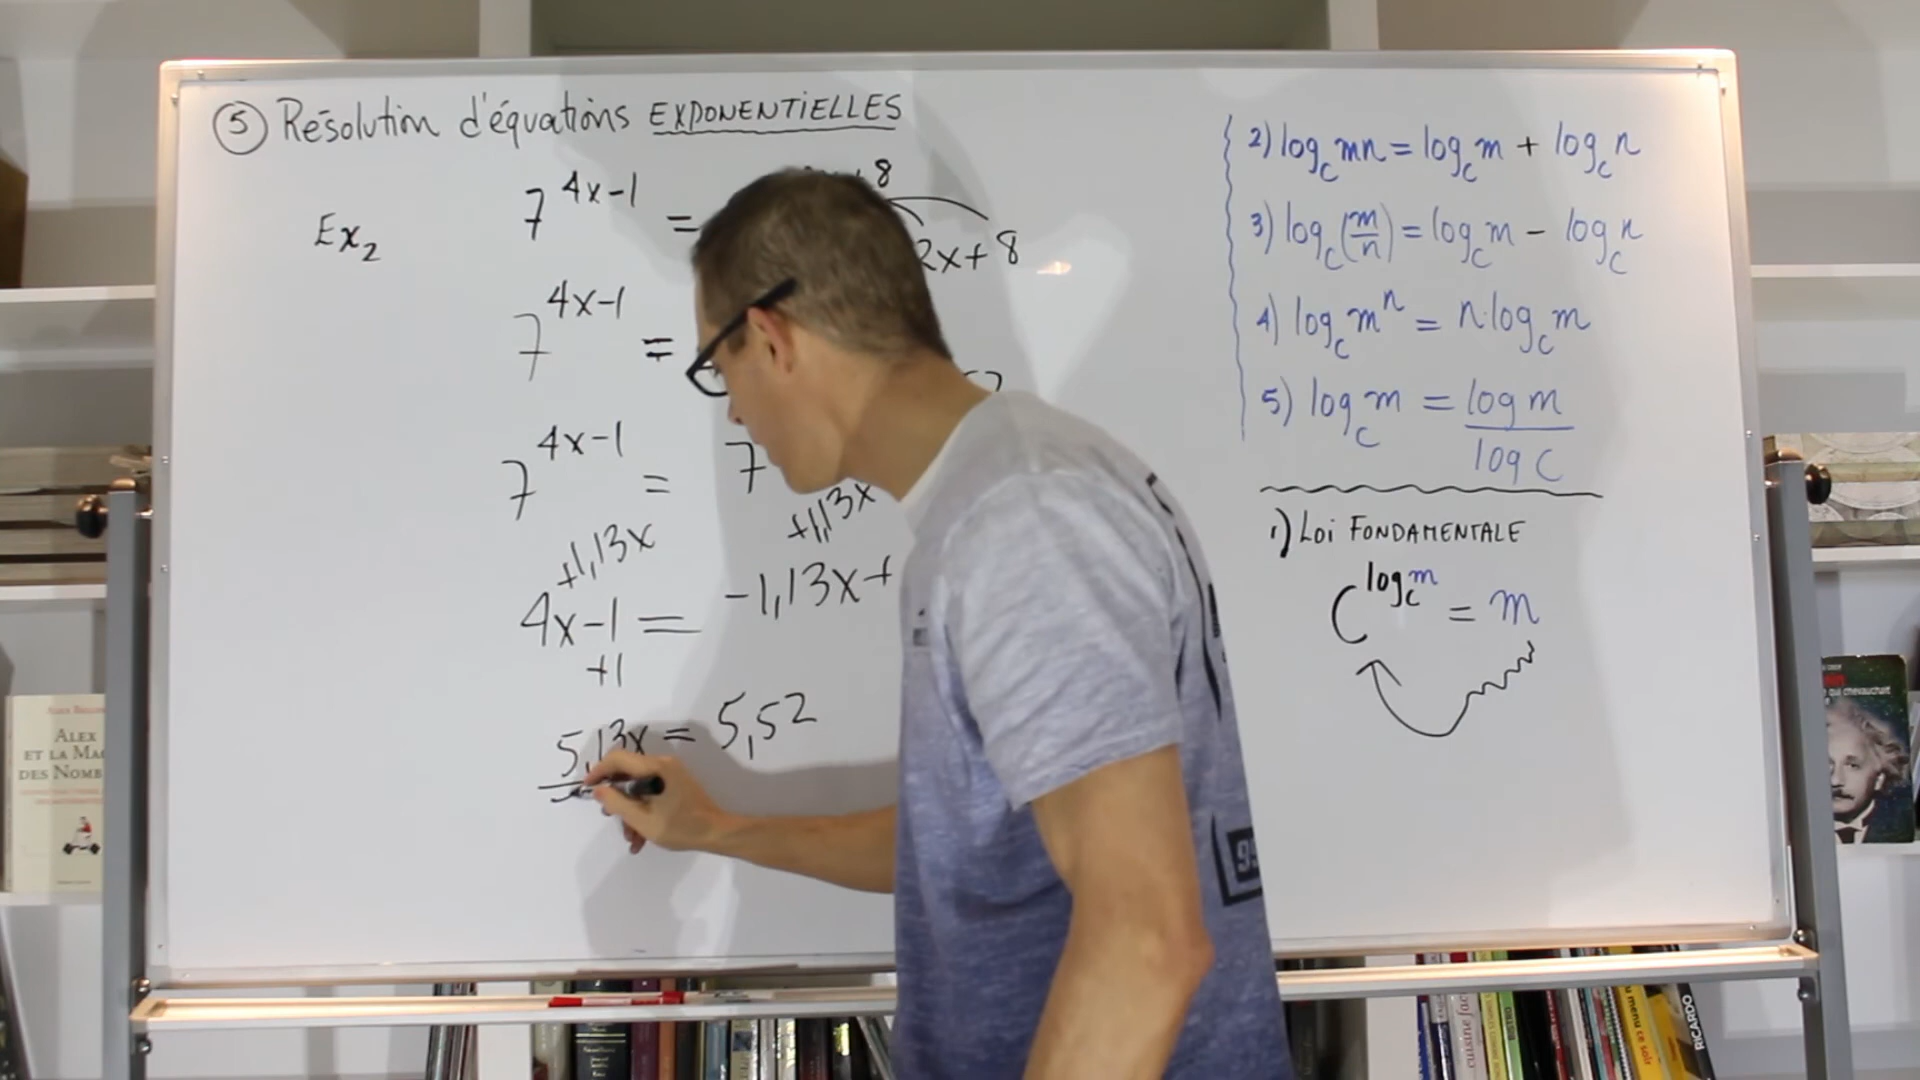 5 Résolution d'équations EXPONENTIELLES
Ex2
7^(4x-1) = +8
2x+8
7^(4x-1) =
7^(4x-1) = 7
+1,13x +1,13x
4x-1 = -1,13x+
+1
5,13x = 5,52
2) log_c mn = log_c m + log_c n
3) log_c (m/n) = log_c m - log_c n
4) log_c m^n = n·log_c m
5) log_c m = log m / log c
1) Loi FONDAMENTALE
C^(log_c m) = m
ALEX
ET LA MA
DES NOMB
qui chevauchait
RICARDO